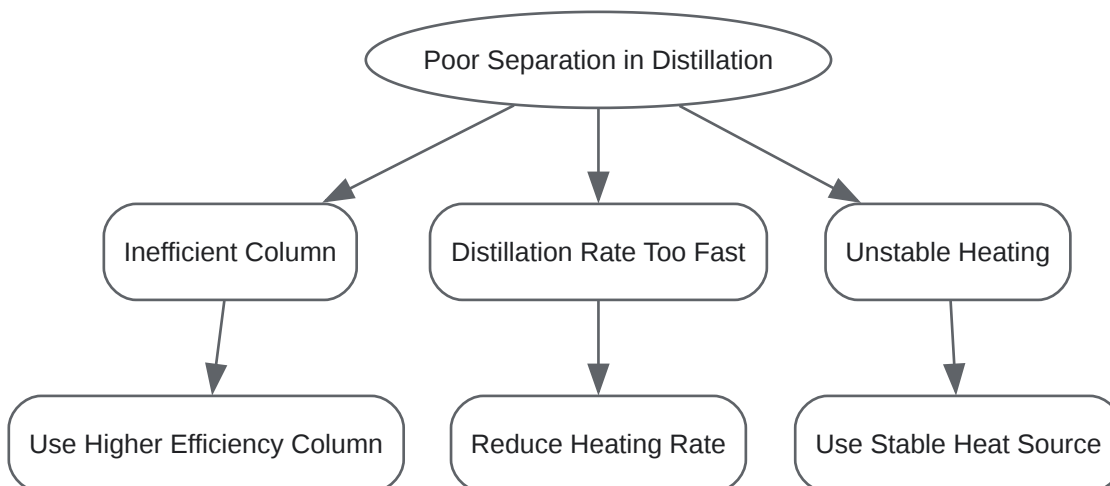 Poor Separation in Distillation
Inefficient Column
Distillation Rate Too Fast
Unstable Heating
Use Higher Efficiency Column
Reduce Heating Rate
Use Stable Heat Source